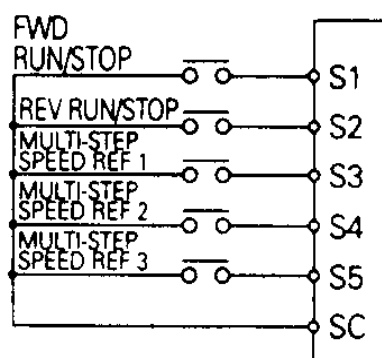 FWD
RUN/STOP
S1
REV RUN/STOP
S2
MULTI-STEP
SPEED REF 1
S3
MULTI-STEP
SPEED REF 2
S4
MULTI-STEP
SPEED REF 3
S5
SC